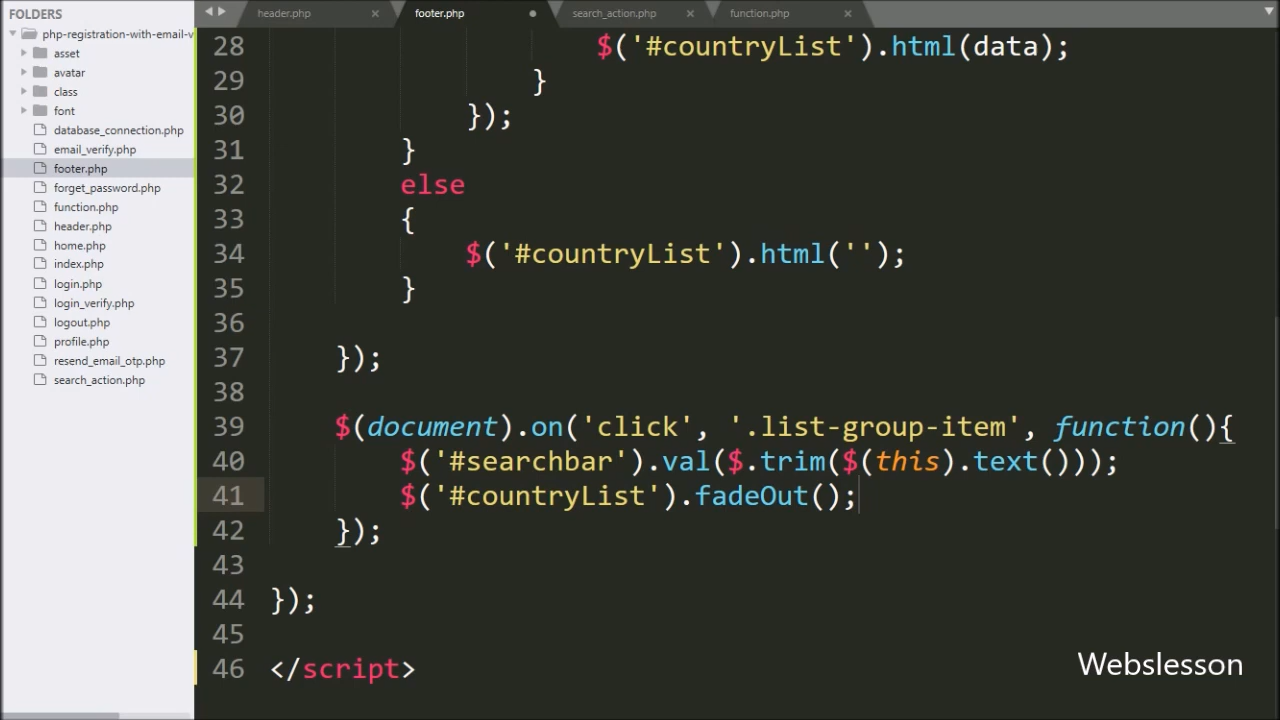 FOLDERS
php-registration-with-email-v
asset
avatar
class
font
database_connection.php
email_verify.php
footer.php
forget_password.php
function.php
header.php
home.php
index.php
login.php
login_verify.php
logout.php
profile.php
resend_email_otp.php
search_action.php
header.php
footer.php
search_action.php
function.php
28 $('#countryList').html(data);
29 }
30 });
31 }
32 else
33 {
34 $('#countryList').html('');
35 }
36
37 });
38
39 $(document).on('click', '.list-group-item', function(){
40 $('#searchbar').val($.trim($(this).text()));
41 $('#countryList').fadeOut();
42 });
43
44 });
45
46 </script>
Webslesson